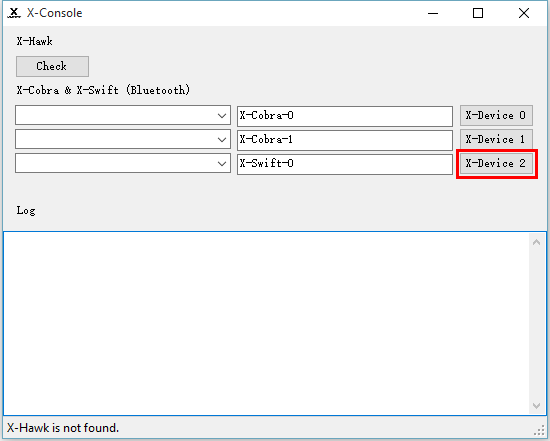 X-Console
X-Hawk
Check
X-Cobra & X-Swift (Bluetooth)
X-Cobra-0 X-Device 0
X-Cobra-1 X-Device 1
X-Swift-0 X-Device 2
Log
X-Hawk is not found.